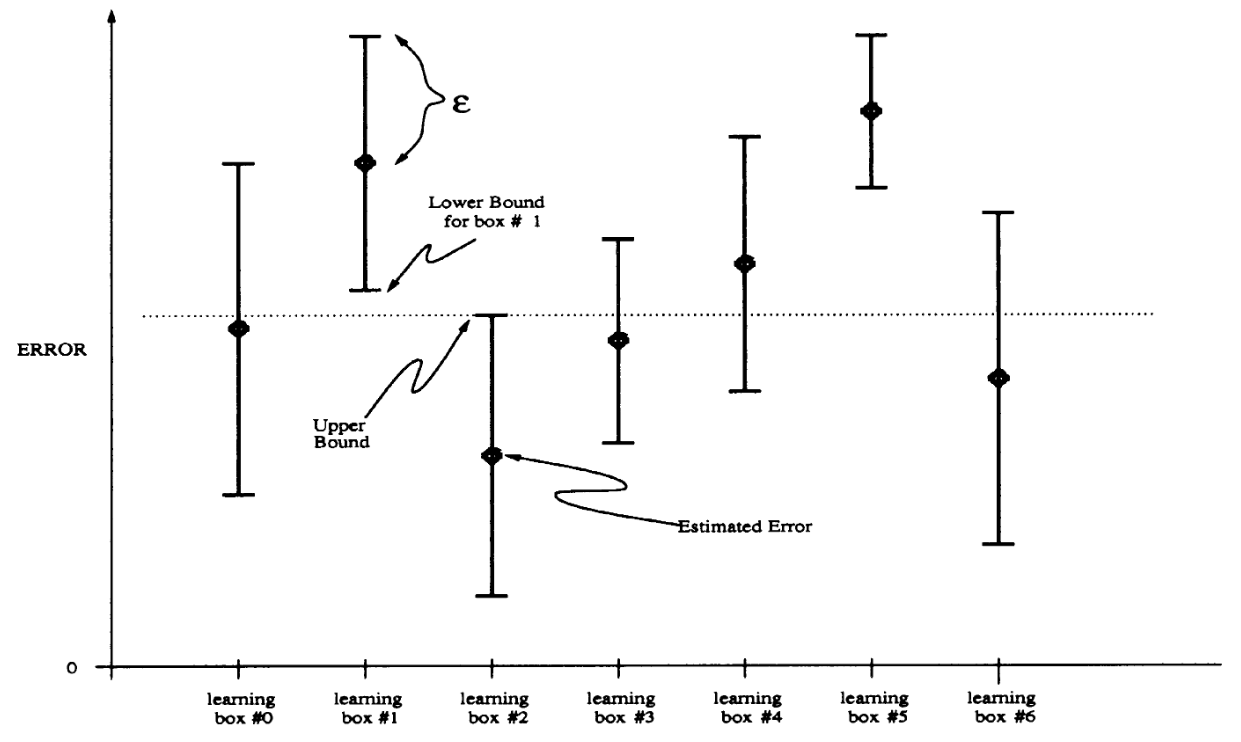 ε
Lower Bound
for box # 1
ERROR
Upper
Bound
Estimated Error
0
learning
box #0
learning
box #1
learning
box #2
learning
box #3
learning
box #4
learning
box #5
learning
box #6